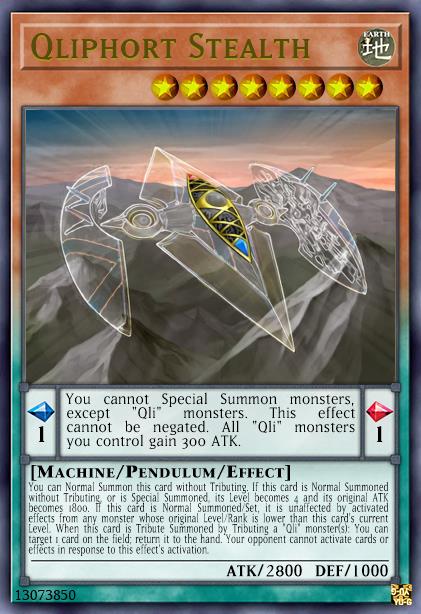 Qliphort Stealth
EARTH
地
You cannot Special Summon monsters,
except "Qli" monsters. This effect
cannot be negated. All "Qli" monsters
you control gain 300 ATK.
1
1
[Machine/Pendulum/Effect]
You can Normal Summon this card without Tributing. If this card is Normal Summoned
without Tributing, or is Special Summoned, its Level becomes 4 and its original ATK
becomes 1800. If this card is Normal Summoned/Set, it is unaffected by activated
effects from any monster whose original Level/Rank is lower than this card's current
Level. When this card is Tribute Summoned by Tributing a "Qli" monster(s): You can
target 1 card on the field; return it to the hand. Your opponent cannot activate cards or
effects in response to this effect's activation.
ATK/2800 DEF/1000
13073850